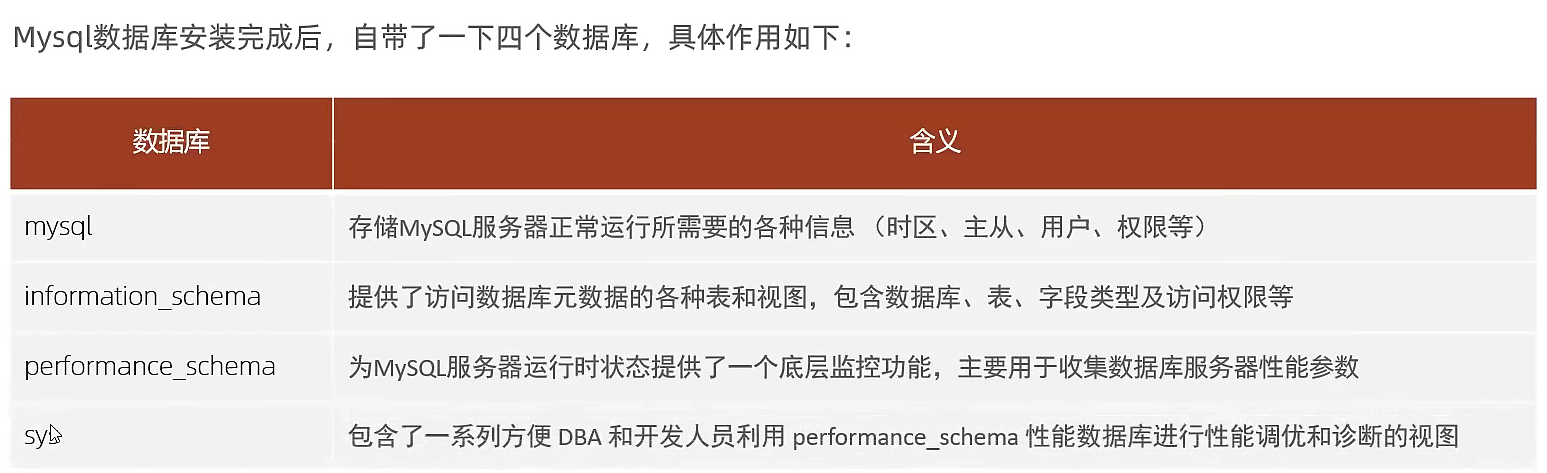 Mysql数据库安装完成后，自带了一下四个数据库，具体作用如下：
数据库 含义
mysql 存储MySQL服务器正常运行所需要的各种信息 （时区、主从、用户、权限等）
information_schema 提供了访问数据库元数据的各种表和视图，包含数据库、表、字段类型及访问权限等
performance_schema 为MySQL服务器运行时状态提供了一个底层监控功能，主要用于收集数据库服务器性能参数
包含了一系列方便 DBA 和开发人员利用 performance_schema 性能数据库进行性能调优和诊断的视图